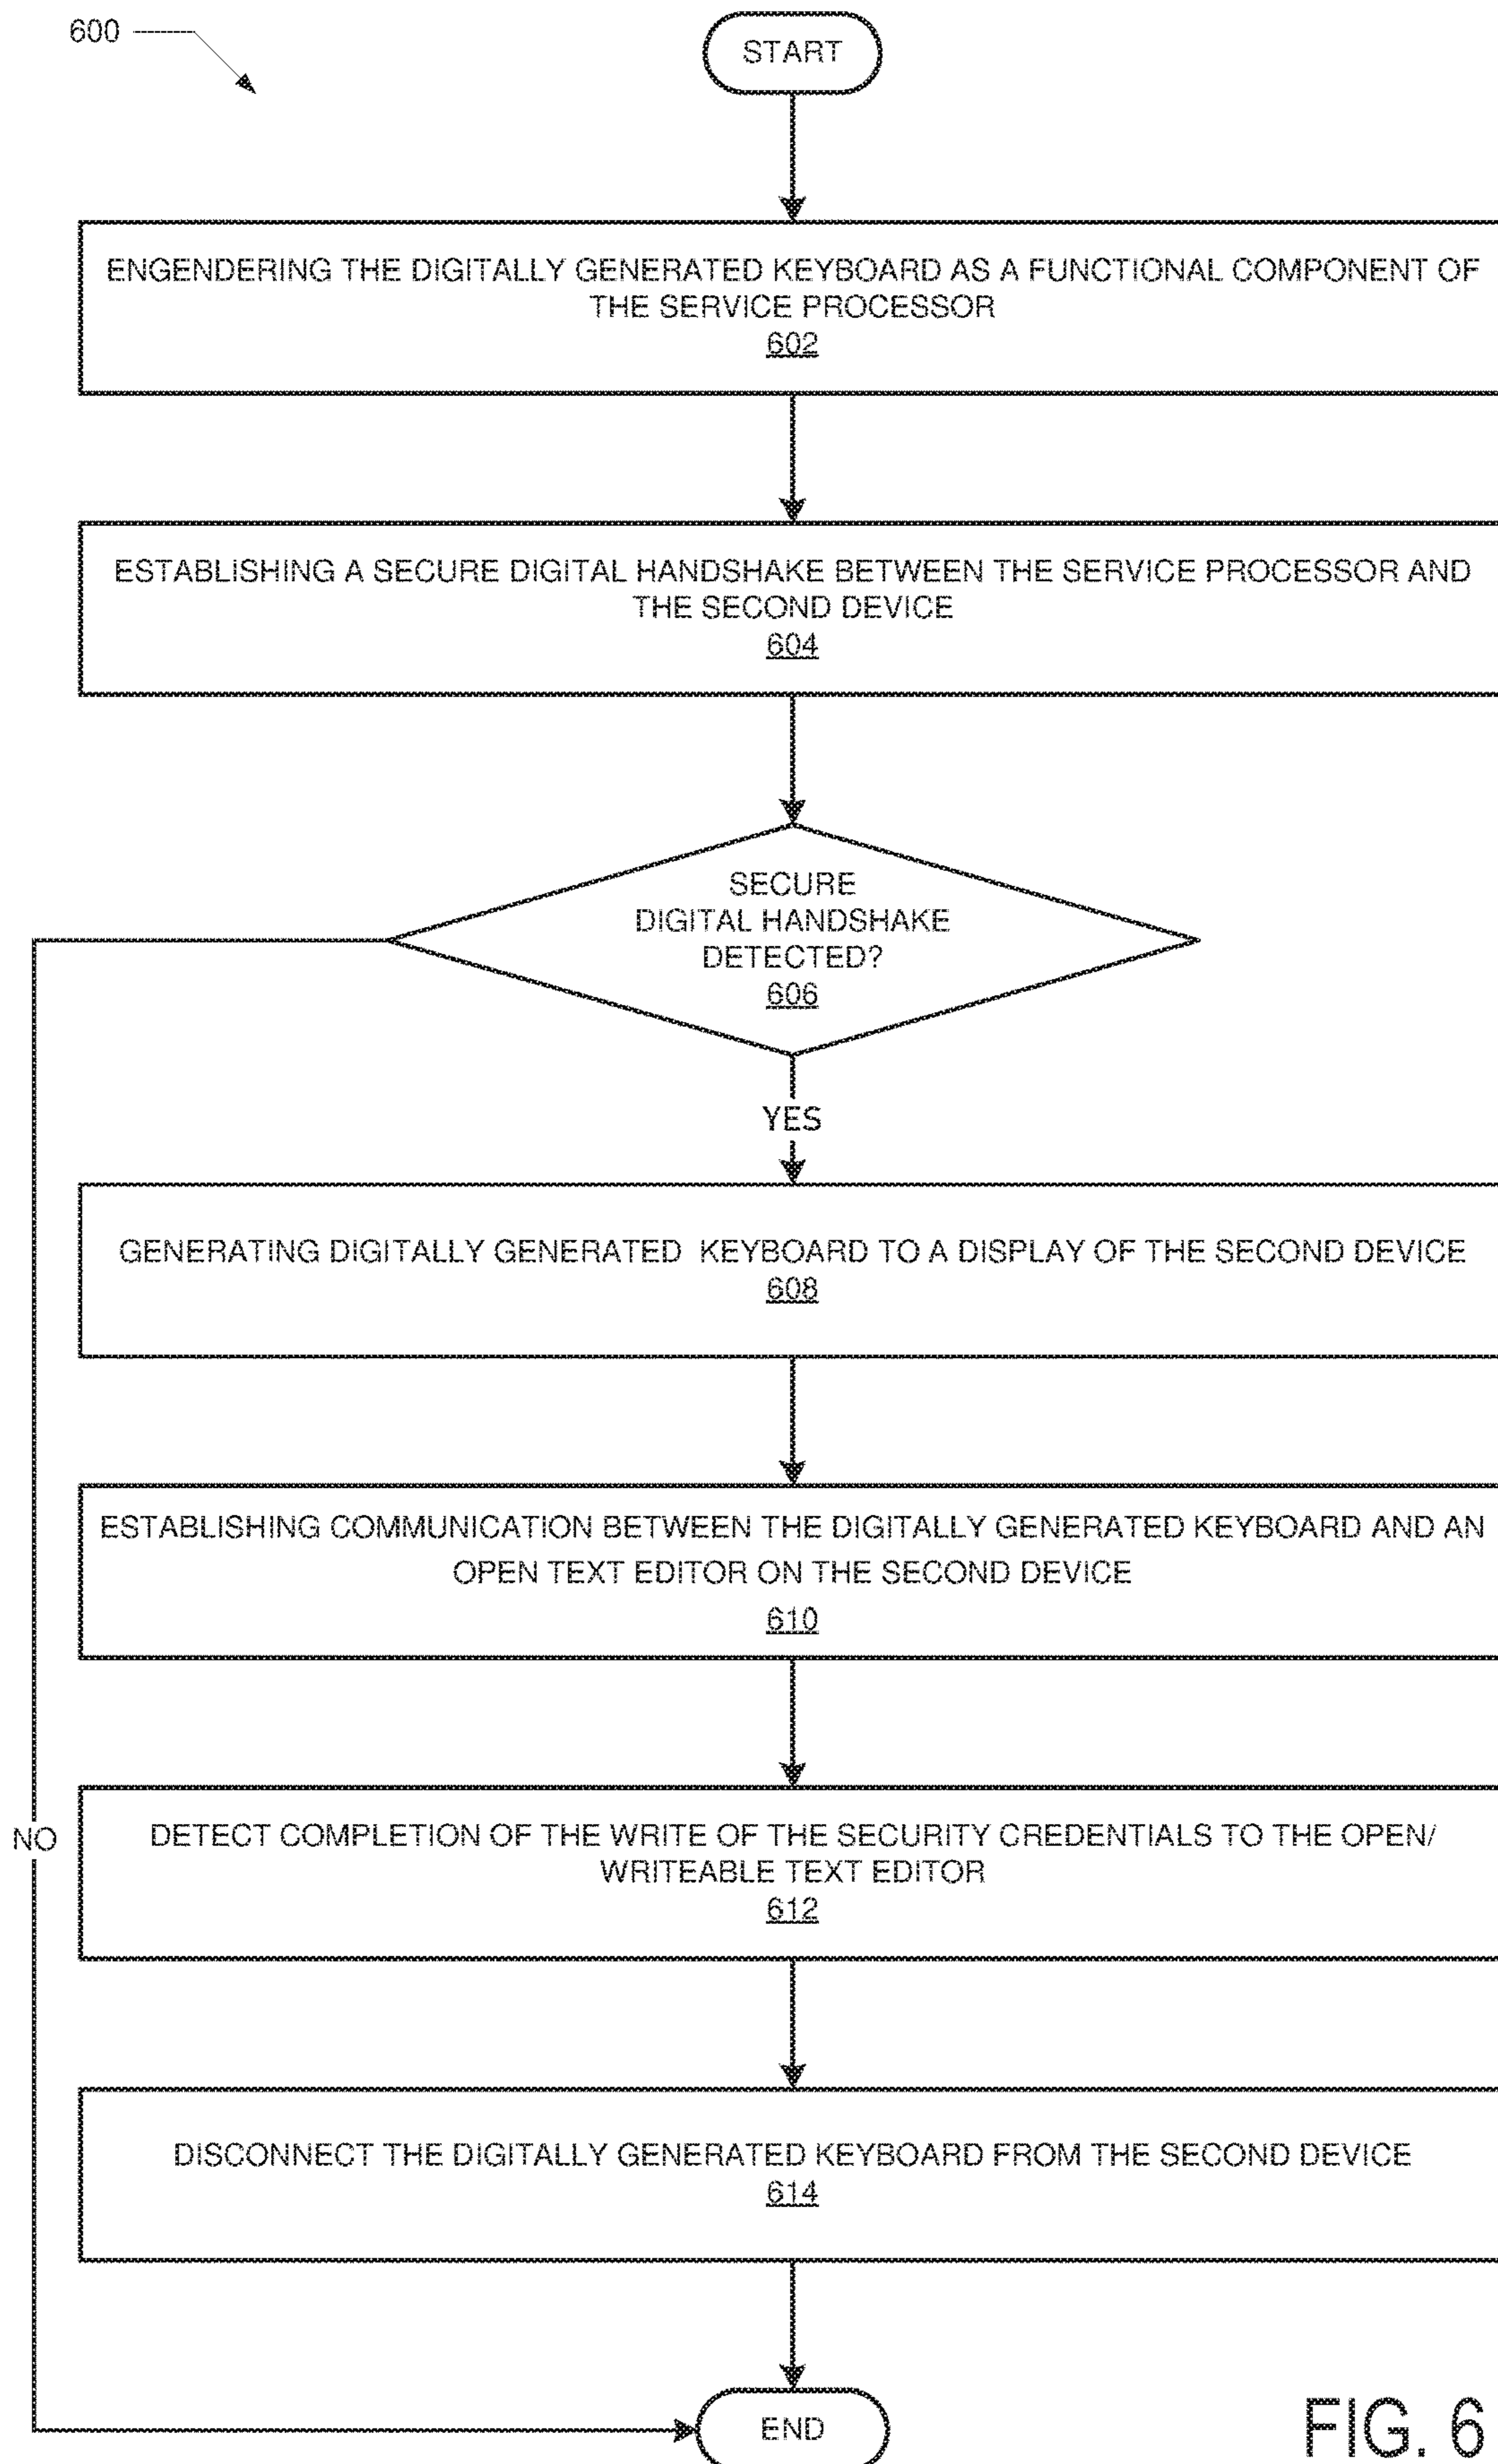 600
START
ENGENDERING THE DIGITALLY GENERATED KEYBOARD AS A FUNCTIONAL COMPONENT OF
THE SERVICE PROCESSOR
602
ESTABLISHING A SECURE DIGITAL HANDSHAKE BETWEEN THE SERVICE PROCESSOR AND
THE SECOND DEVICE
604
SECURE
DIGITAL HANDSHAKE
DETECTED?
606
YES
GENERATING DIGITALLY GENERATED KEYBOARD TO A DISPLAY OF THE SECOND DEVICE
608
ESTABLISHING COMMUNICATION BETWEEN THE DIGITALLY GENERATED KEYBOARD AND AN
OPEN TEXT EDITOR ON THE SECOND DEVICE
610
NO
DETECT COMPLETION OF THE WRITE OF THE SECURITY CREDENTIALS TO THE OPEN/
WRITEABLE TEXT EDITOR
612
DISCONNECT THE DIGITALLY GENERATED KEYBOARD FROM THE SECOND DEVICE
614
END
FIG. 6